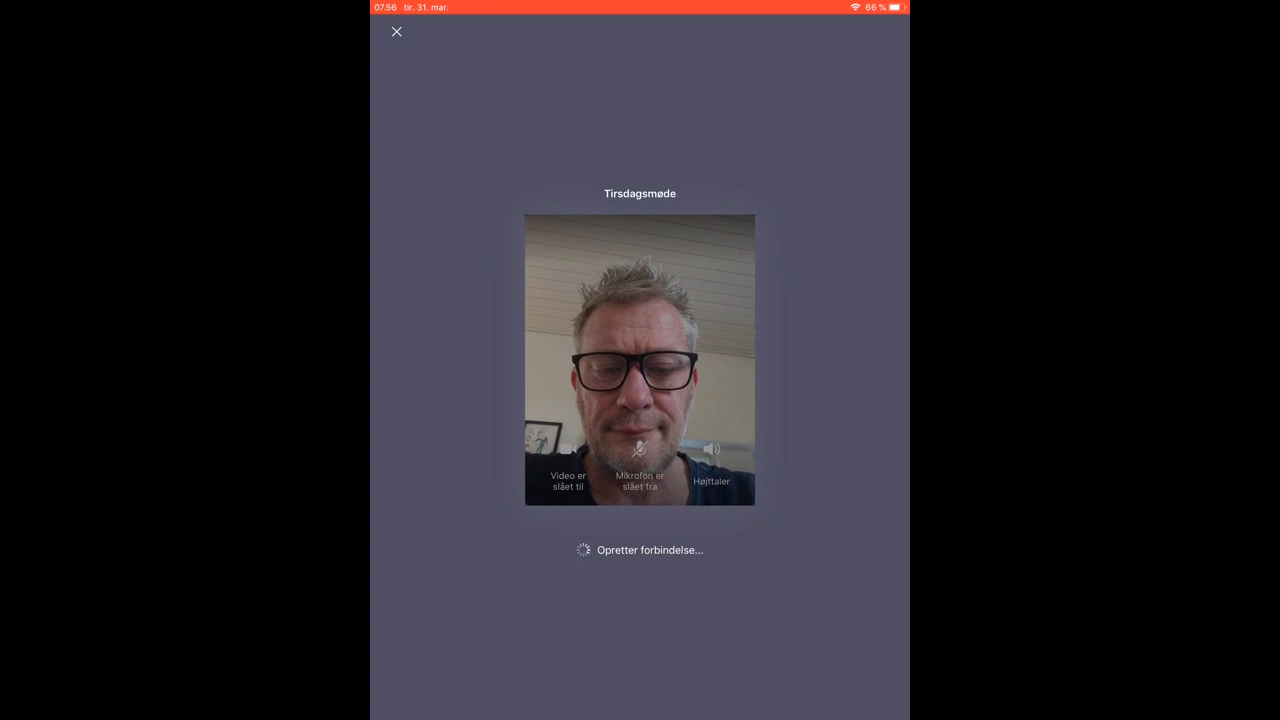 07.56 tir. 31. mar. 66 %
Tirsdagsmøde
Video er
slået til
Mikrofon er
slået fra
Højttaler
Opretter forbindelse...